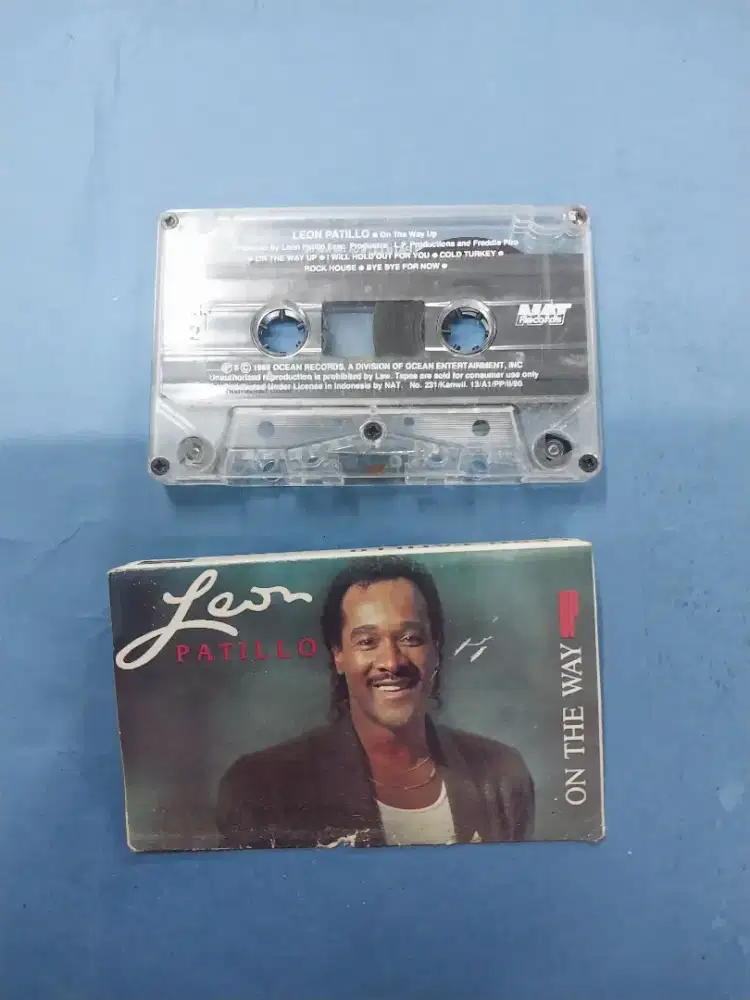 LEON PATILLO ● On The Way Up
by Leon Patillo Exec. Producers: L.P. Productions and Freddie Piro
● ON THE WAY UP ● I WILL HOLD OUT FOR YOU ● COLD TURKEY ●
ROCK HOUSE ● BYE BYE FOR NOW ●
NAT
Records
OCEAN RECORDS, A DIVISION OF OCEAN ENTERTAINMENT, INC
Unauthorized reproduction is prohibited by Law. Tapes are sold for consumer use only
Under License in Indonesia by NAT.
Leon
PATILLO
ON THE WAY